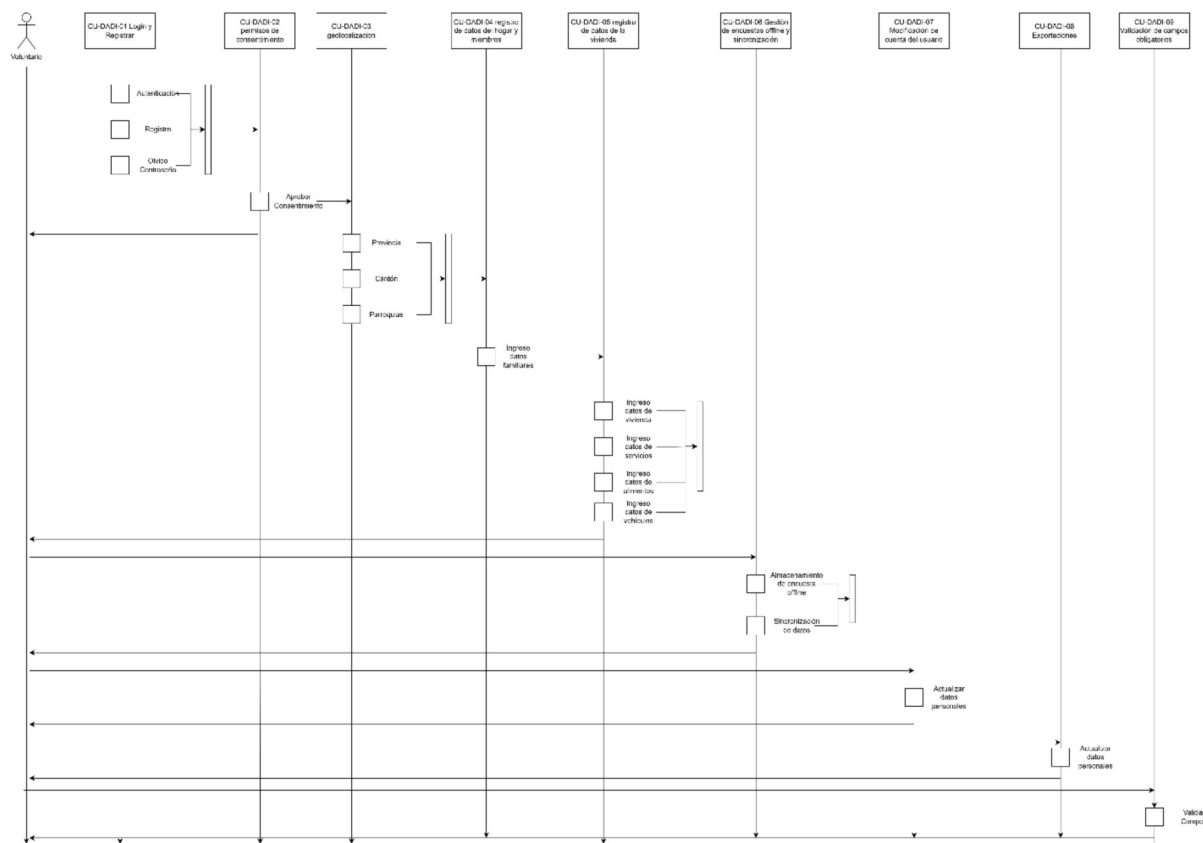 Voluntario
CU-DADI-01 Login y
Registrar
CU-DADI-02
permisos de
consentimiento
CU-DADI-03
geolocalizacion
CU-DADI-04 registro
de datos del hogar y
miembros
CU-DADI-05 registro
de datos de la
vivienda
CU-DADI-06 Gestión
de encuestas offline y
sincronización
CU-DADI-07
Modificación de
cuenta del usuario
CU-DADI-08
Exportaciones
CU-DADI-09
Validación de campos
obligatorios
Autenticación
Registro
Olvido
Contraseña
Aprobar
Consentimiento
Provincia
Cantón
Parroquias
Ingreso
datos
familiares
Ingreso
datos de
vivienda
Ingreso
datos de
servicios
Ingreso
datos de
alimentos
Ingreso
datos de
vehículos
Almacenamiento
de encuesta
offline
Sincronización
de datos
Actualizar
datos
personales
Actualizar
datos
personales
Valida
Campo